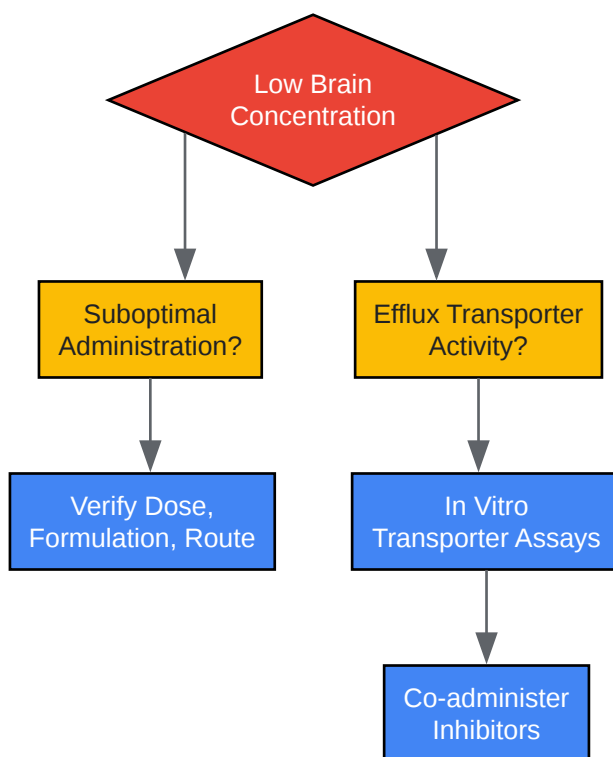 Low Brain
Concentration
Suboptimal
Administration?
Efflux Transporter
Activity?
Verify Dose,
Formulation, Route
In Vitro
Transporter Assays
Co-administer
Inhibitors